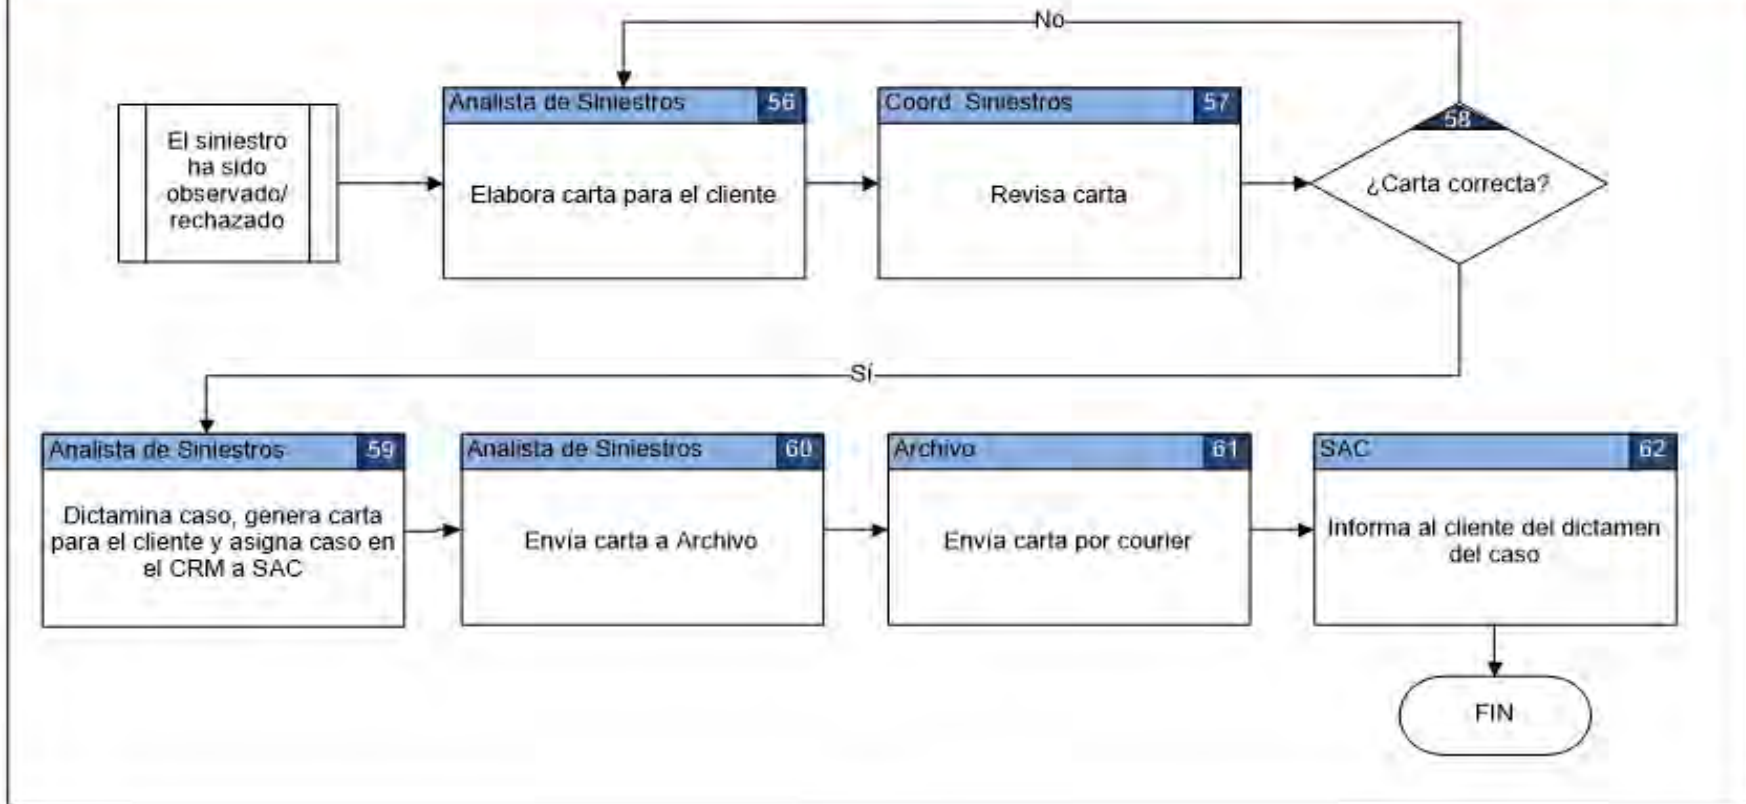 No
El siniestro
ha sido
observado/
rechazado
Analista de Siniestros 56
Elabora carta para el cliente
Coord. Siniestros 57
Revisa carta
58
¿Carta correcta?
Sí
Analista de Siniestros 59
Dictamina caso, genera carta
para el cliente y asigna caso en
el CRM a SAC
Analista de Siniestros 60
Envía carta a Archivo
Archivo 61
Envía carta por courier
SAC 62
Informa al cliente del dictamen
del caso
FIN